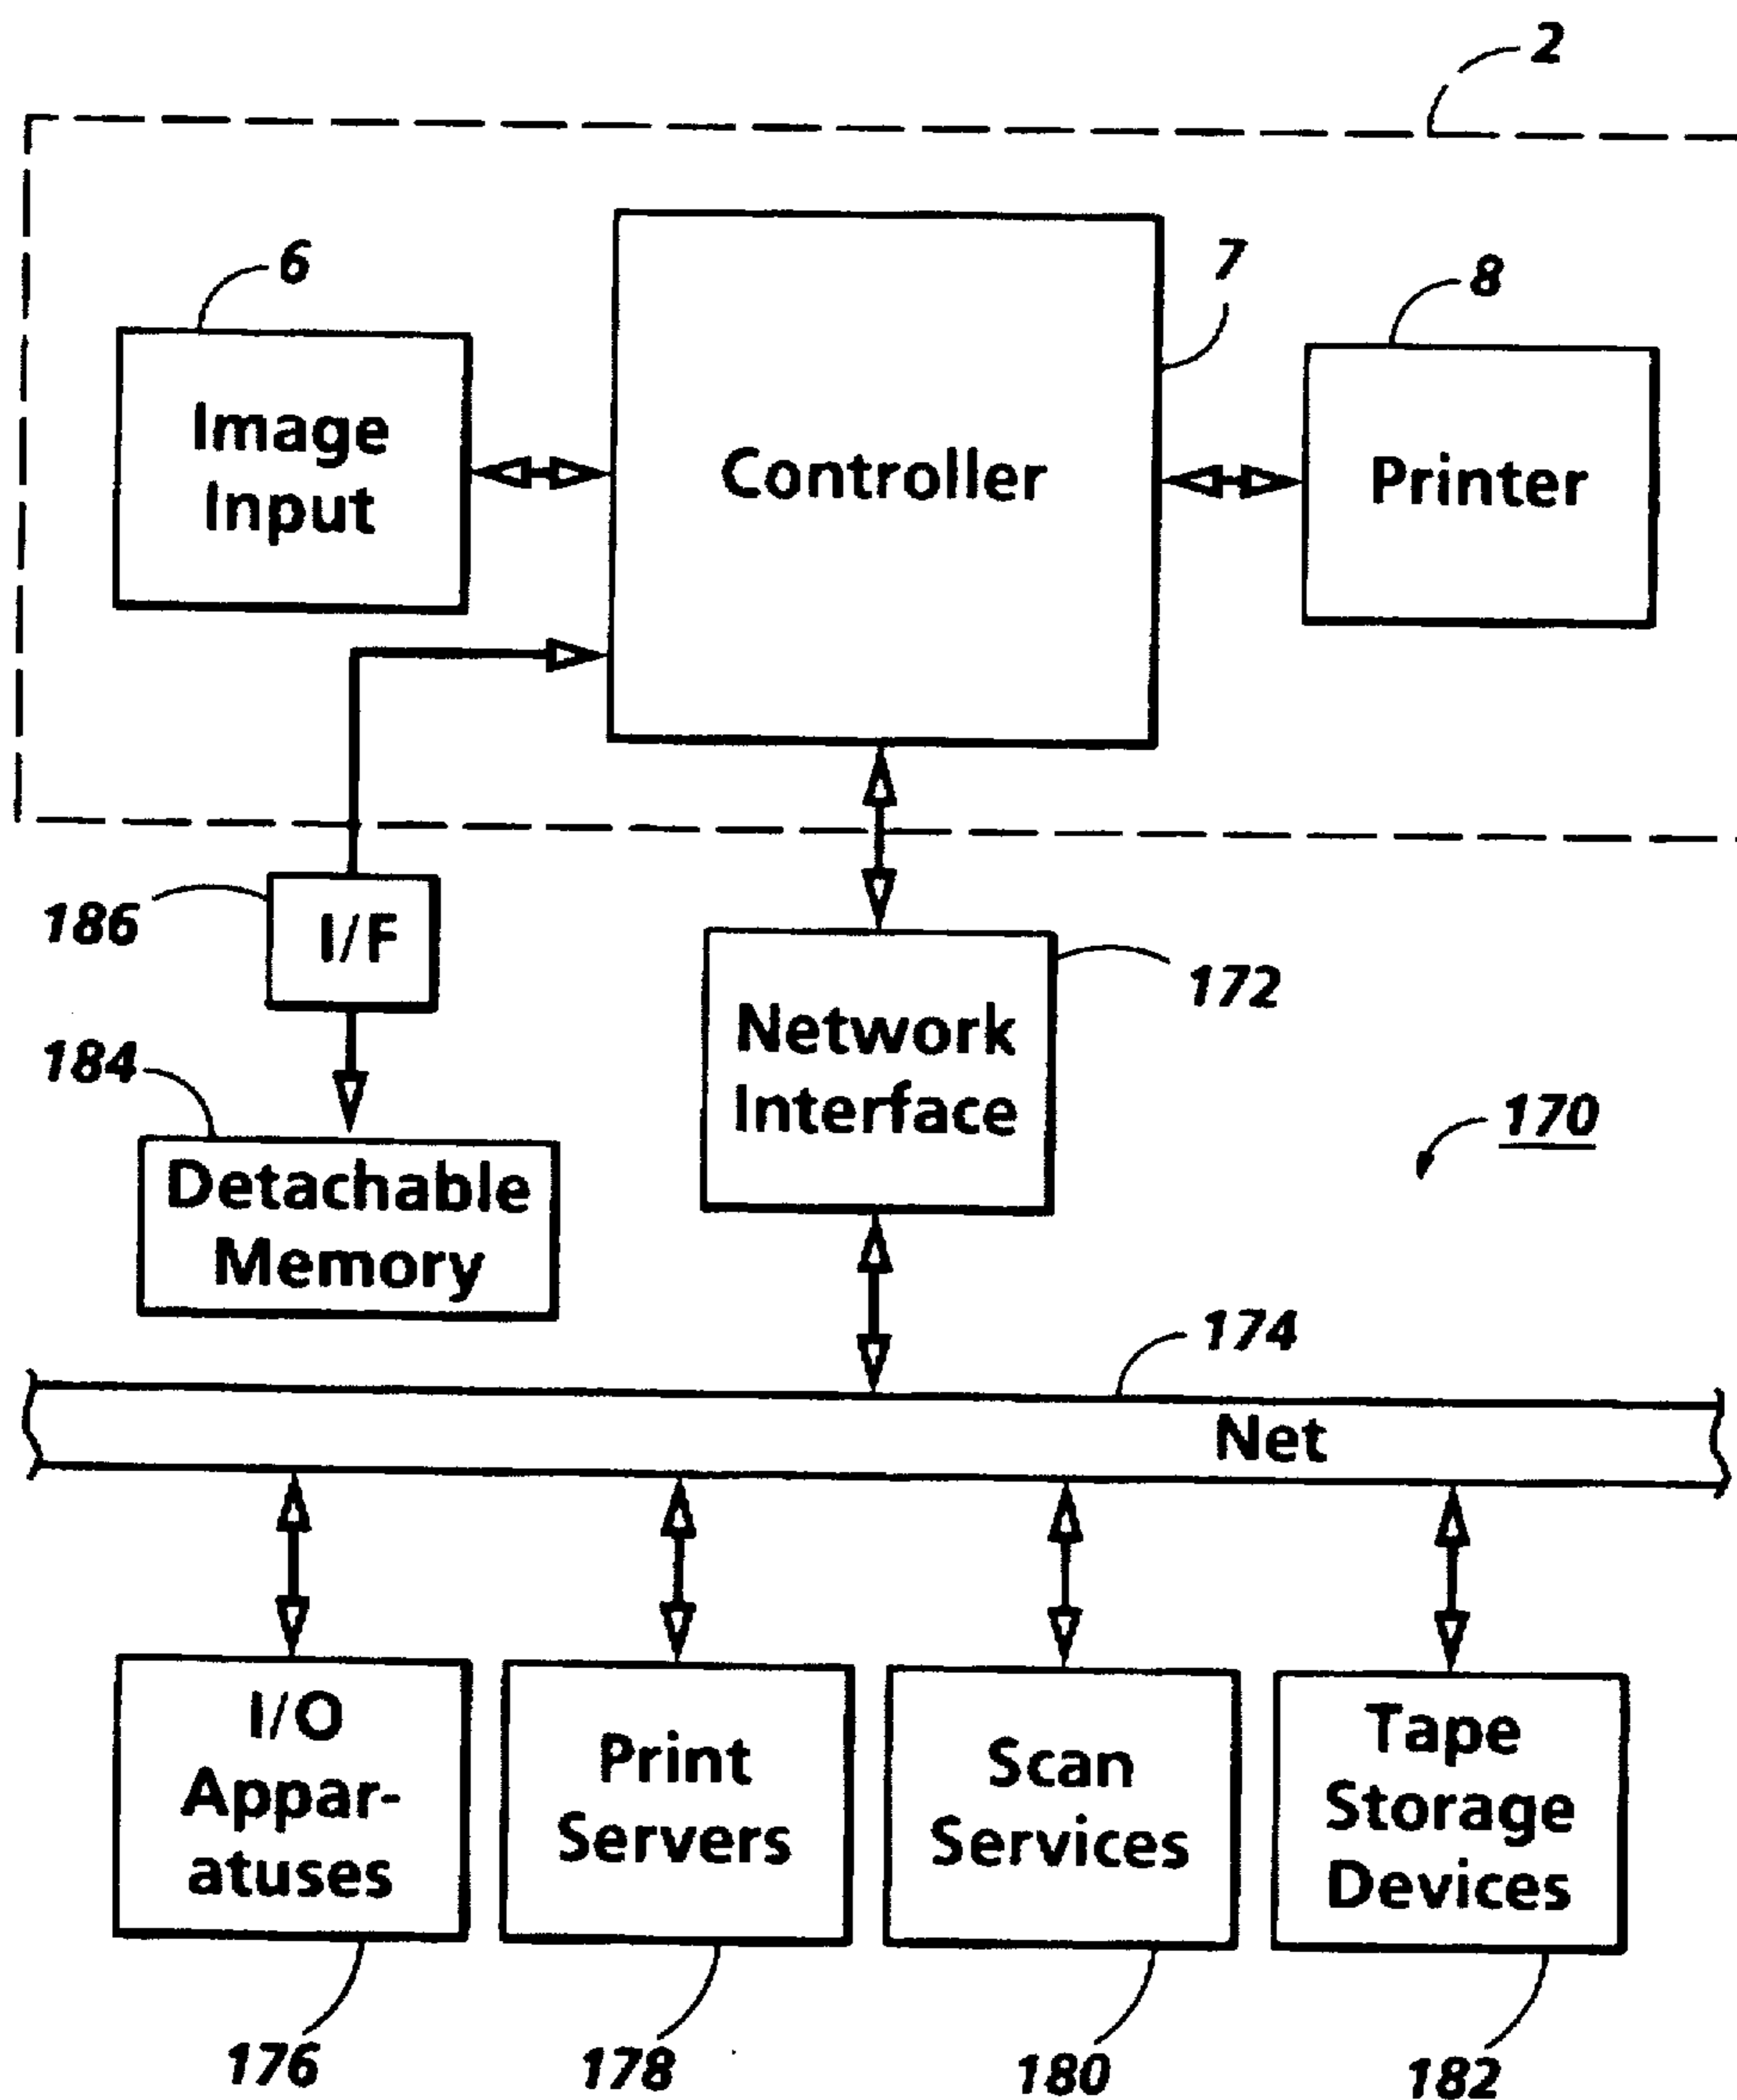 2
6
7
8
Image
Input
Controller
Printer
186
I/F
172
184
Network
Interface
170
Detachable
Memory
174
Net
I/O
Appar-
atuses
Print
Servers
Scan
Services
Tape
Storage
Devices
176
178
180
182